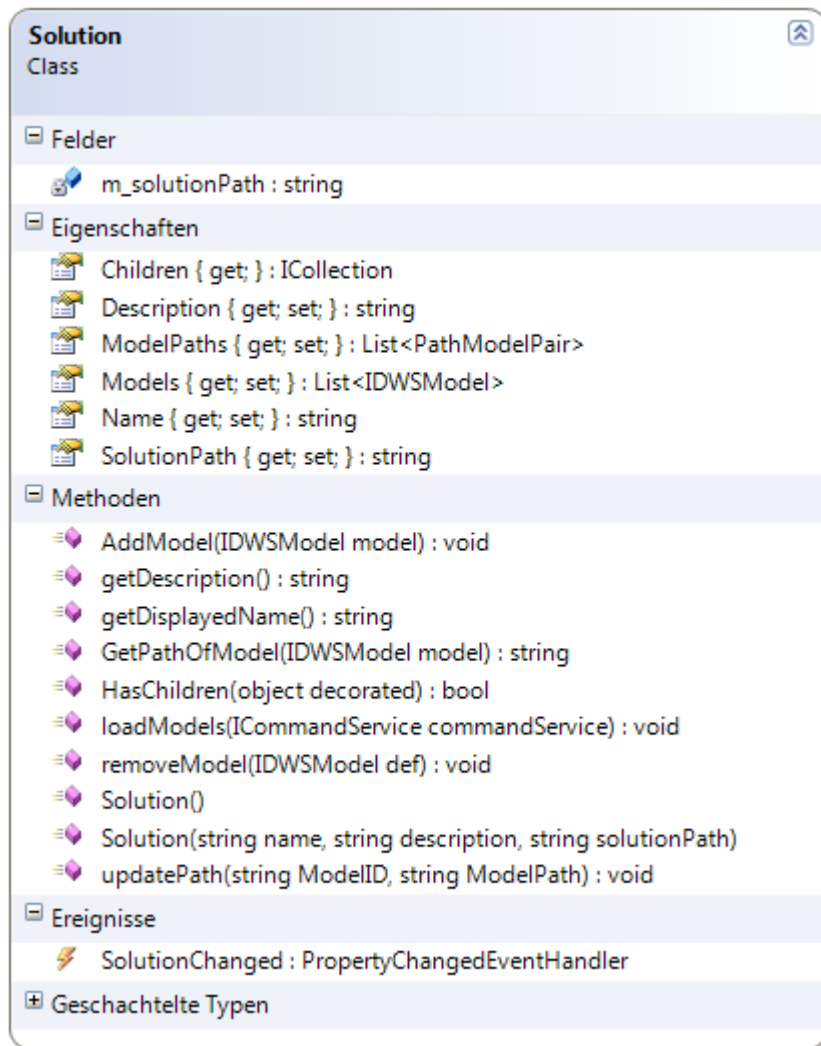 Solution
Class
Felder
m_solutionPath : string
Eigenschaften
Children { get; } : ICollection
Description { get; set; } : string
ModelPaths { get; set; } : List<PathModelPair>
Models { get; set; } : List<IDWSModel>
Name { get; set; } : string
SolutionPath { get; set; } : string
Methoden
AddModel(IDWSModel model) : void
getDescription() : string
getDisplayedName() : string
GetPathOfModel(IDWSModel model) : string
HasChildren(object decorated) : bool
loadModels(ICommandService commandService) : void
removeModel(IDWSModel def) : void
Solution()
Solution(string name, string description, string solutionPath)
updatePath(string ModelID, string ModelPath) : void
Ereignisse
SolutionChanged : PropertyChangedEventHandler
Geschachtelte Typen